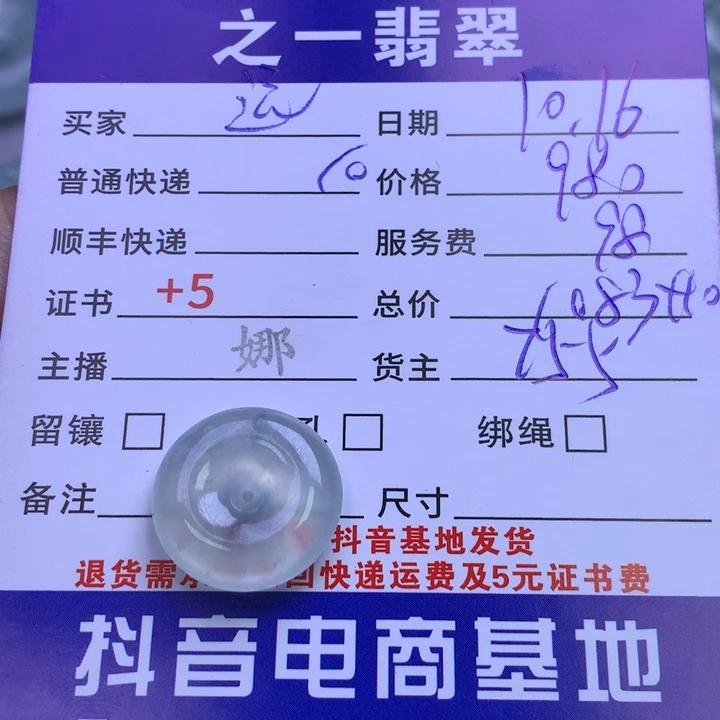 之一翡翠
买家 日期 10.16
普通快递 10 价格 980
顺丰快递 服务费 98
证书 +5 总价 1083
主播 娜 货主
留镶 孔 绑绳
备注 尺寸
抖音基地发货
退货需 回快递运费及5元证书费
抖音电商基地